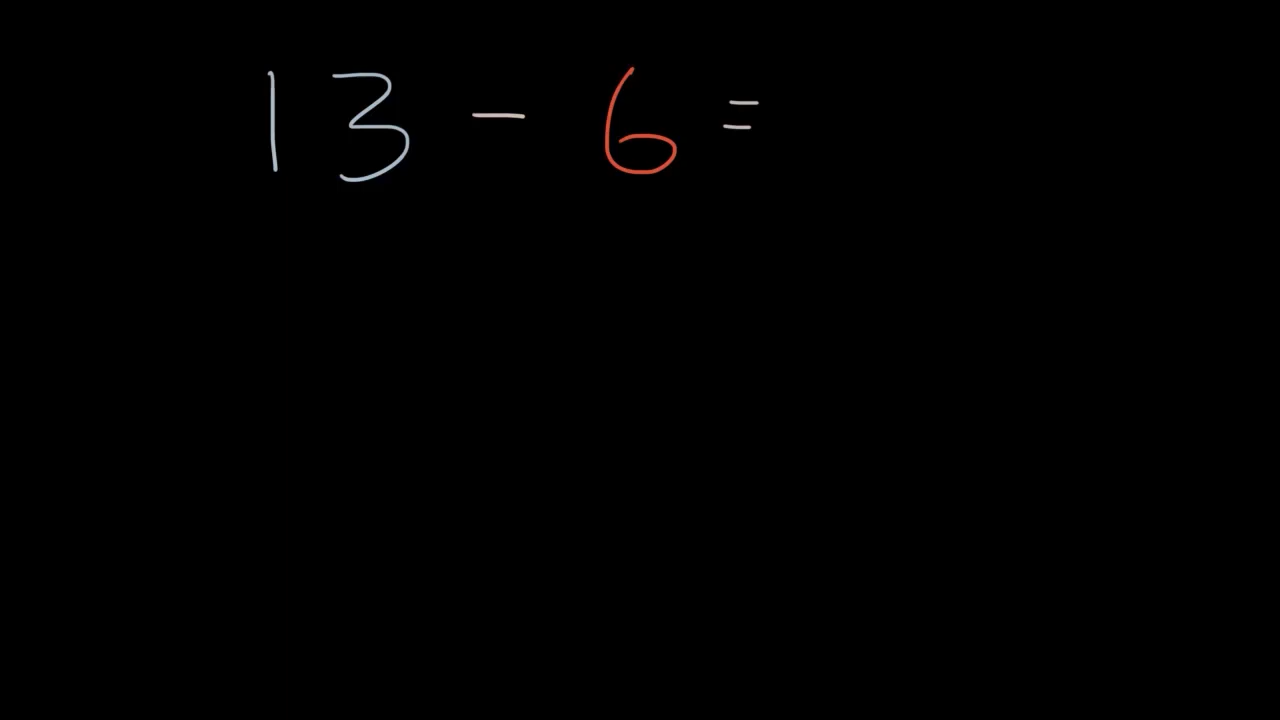 13 - 6 =